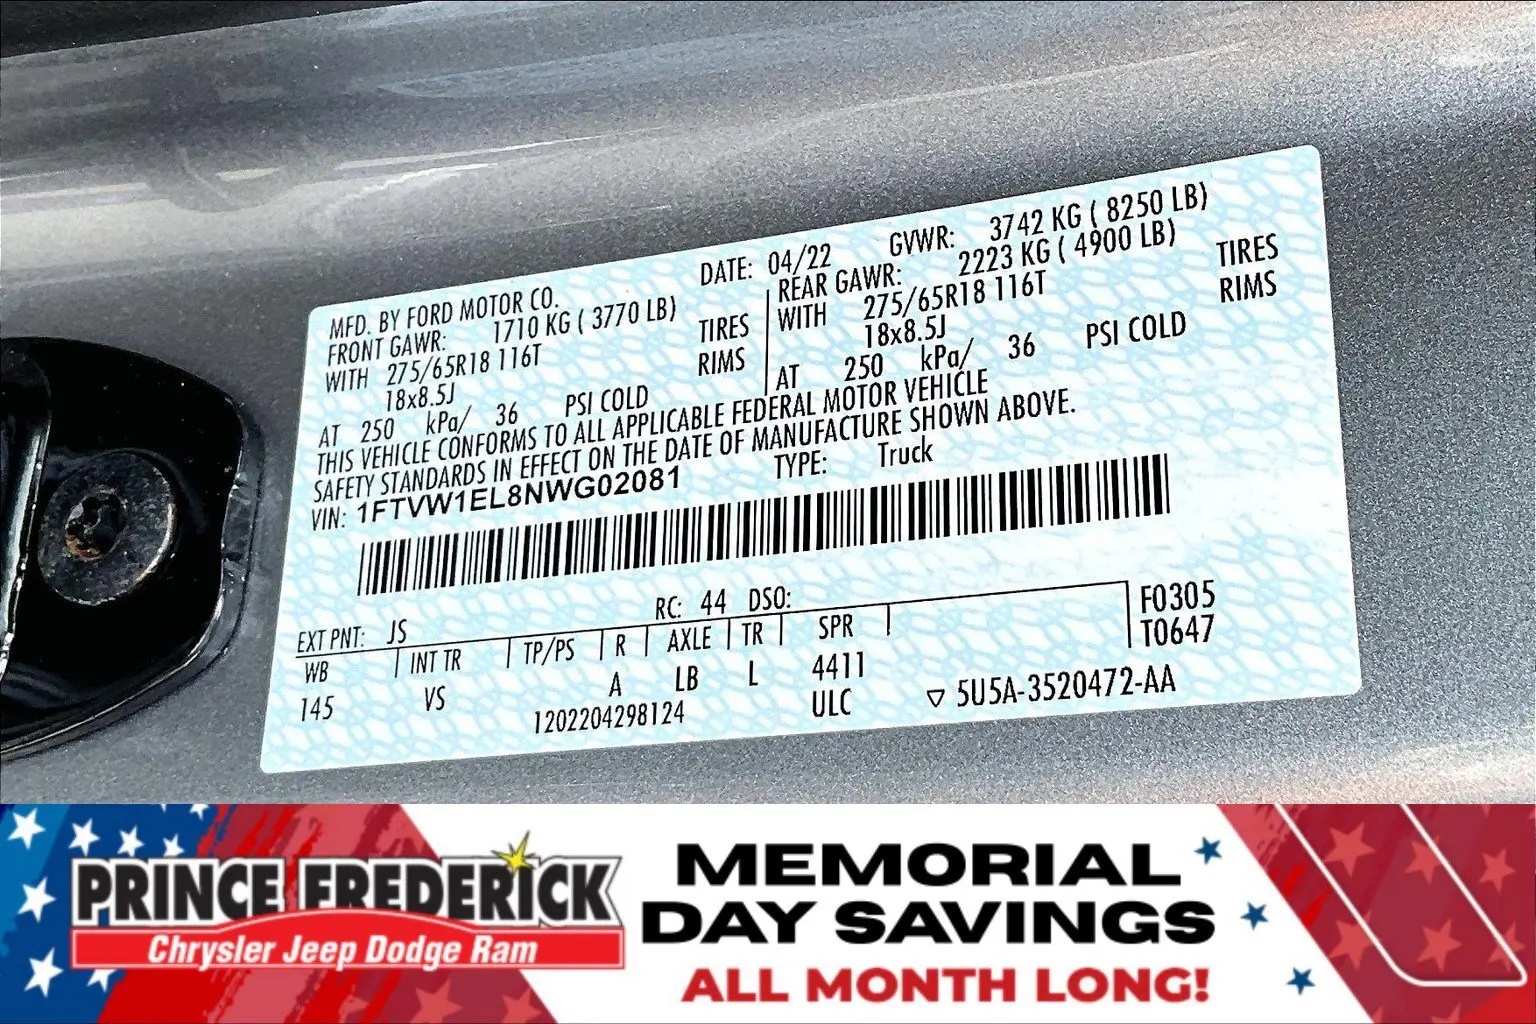 DATE: 04/22 GVWR: 3742 KG ( 8250 LB)
MFD. BY FORD MOTOR CO.
FRONT GAWR: 1710 KG ( 3770 LB)
WITH 275/65R18 116T TIRES
18x8.5J RIMS
AT 250 kPa/ 36 PSI COLD
REAR GAWR: 2223 KG ( 4900 LB)
WITH 275/65R18 116T TIRES
18x8.5J RIMS
AT 250 kPa/ 36 PSI COLD
THIS VEHICLE CONFORMS TO ALL APPLICABLE FEDERAL MOTOR VEHICLE
SAFETY STANDARDS IN EFFECT ON THE DATE OF MANUFACTURE SHOWN ABOVE.
VIN: 1FTVW1EL8NWG02081 TYPE: Truck
EXT PNT: JS RC: 44 DSO: F0305
WB INT TR TP/PS R AXLE TR SPR T0647
145 VS A LB L 4411
1202204298124 ULC ▽ 5U5A-3520472-AA
PRINCE FREDERICK
Chrysler Jeep Dodge Ram
MEMORIAL
DAY SAVINGS
ALL MONTH LONG!